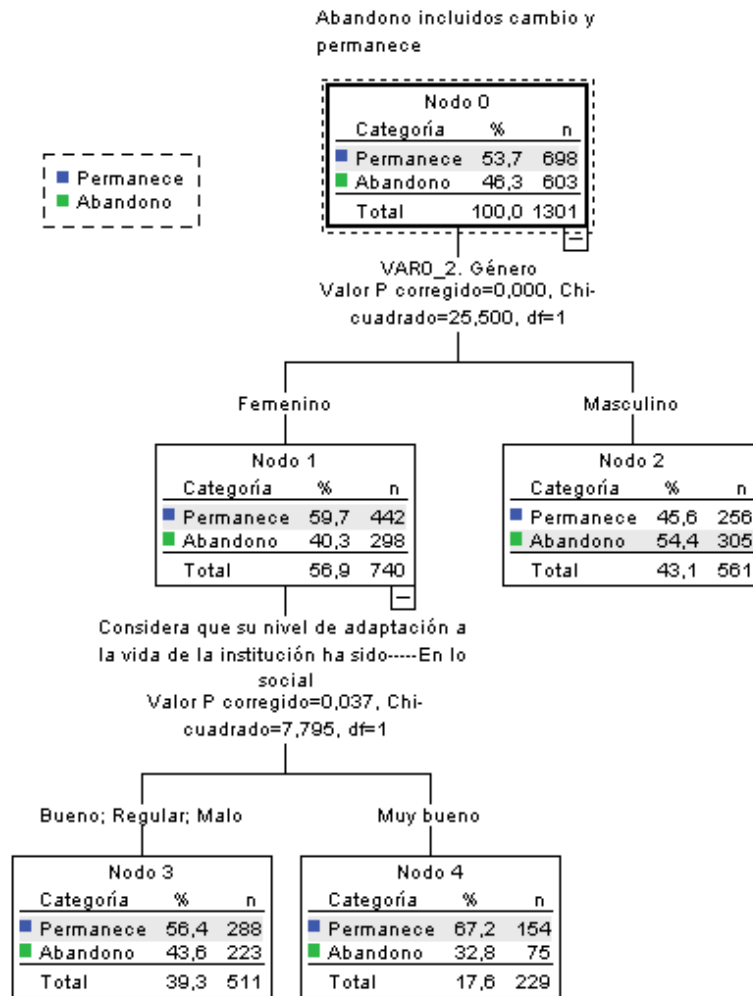 Abandono incluidos cambio y
permanece
Nodo 0
Categoría % n
Permanece 53,7 698
Abandono 46,3 603
Total 100,0 1301
Permanece
Abandono
VAR0_2. Género
Valor P corregido=0,000, Chi-
cuadrado=25,500, df=1
Femenino
Masculino
Nodo 1
Categoría % n
Permanece 59,7 442
Abandono 40,3 298
Total 56,9 740
Nodo 2
Categoría % n
Permanece 45,6 256
Abandono 54,4 305
Total 43,1 561
Considera que su nivel de adaptación a
la vida de la institución ha sido-----En lo
social
Valor P corregido=0,037, Chi-
cuadrado=7,795, df=1
Bueno; Regular; Malo
Muy bueno
Nodo 3
Categoría % n
Permanece 56,4 288
Abandono 43,6 223
Total 39,3 511
Nodo 4
Categoría % n
Permanece 67,2 154
Abandono 32,8 75
Total 17,6 229